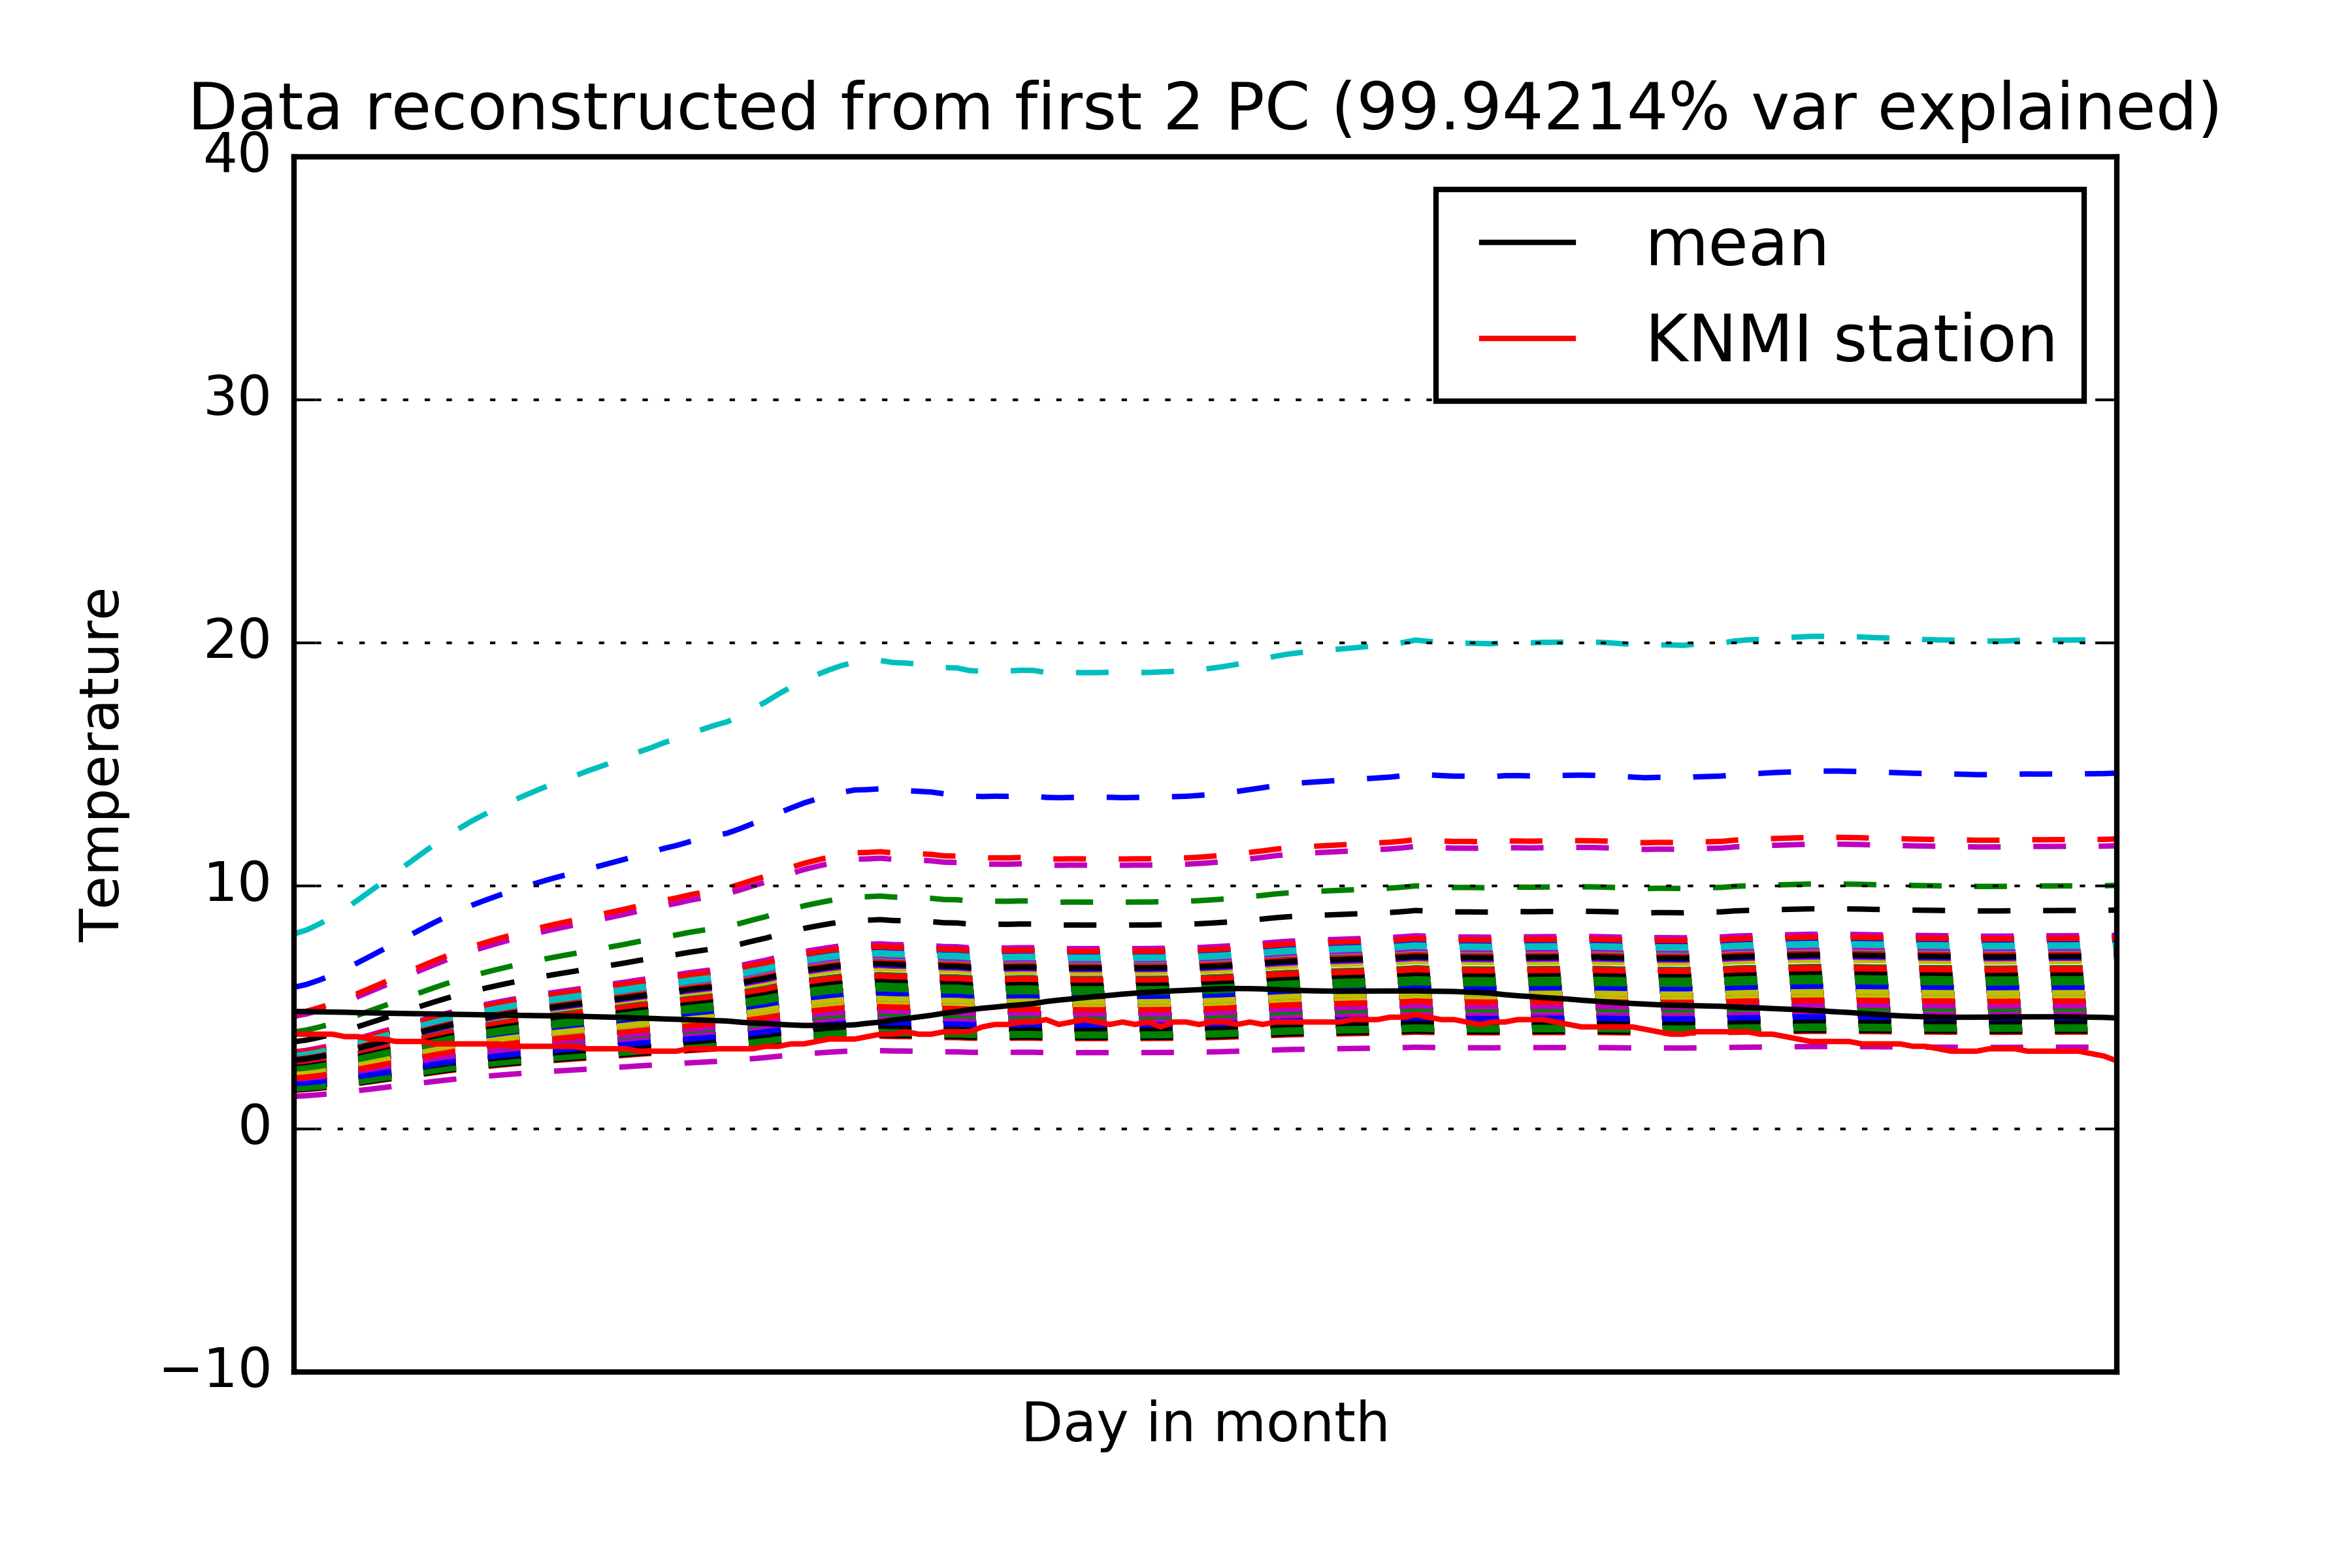 Data reconstructed from first 2 PC (99.94214% var explained)
40
30
20
10
0
−10
Temperature
mean
KNMI station
Day in month